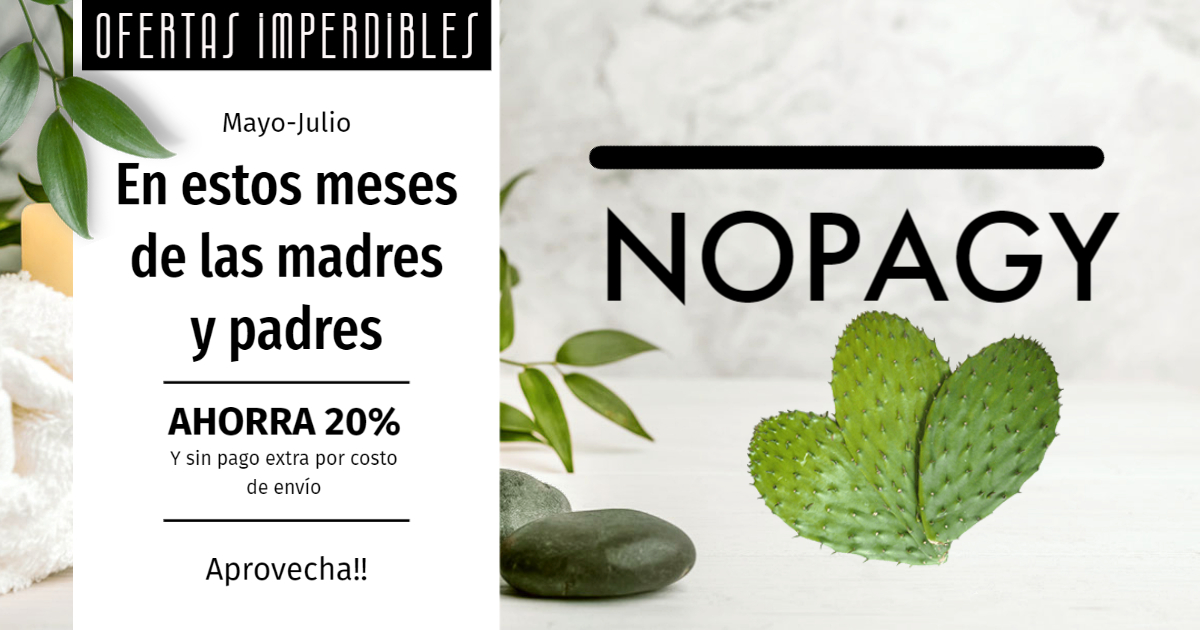 OFERTAS IMPERDIBLES
Mayo-Julio
En estos meses
de las madres
y padres
AHORRA 20%
Y sin pago extra por costo
de envío
Aprovecha!!
NOPAGY